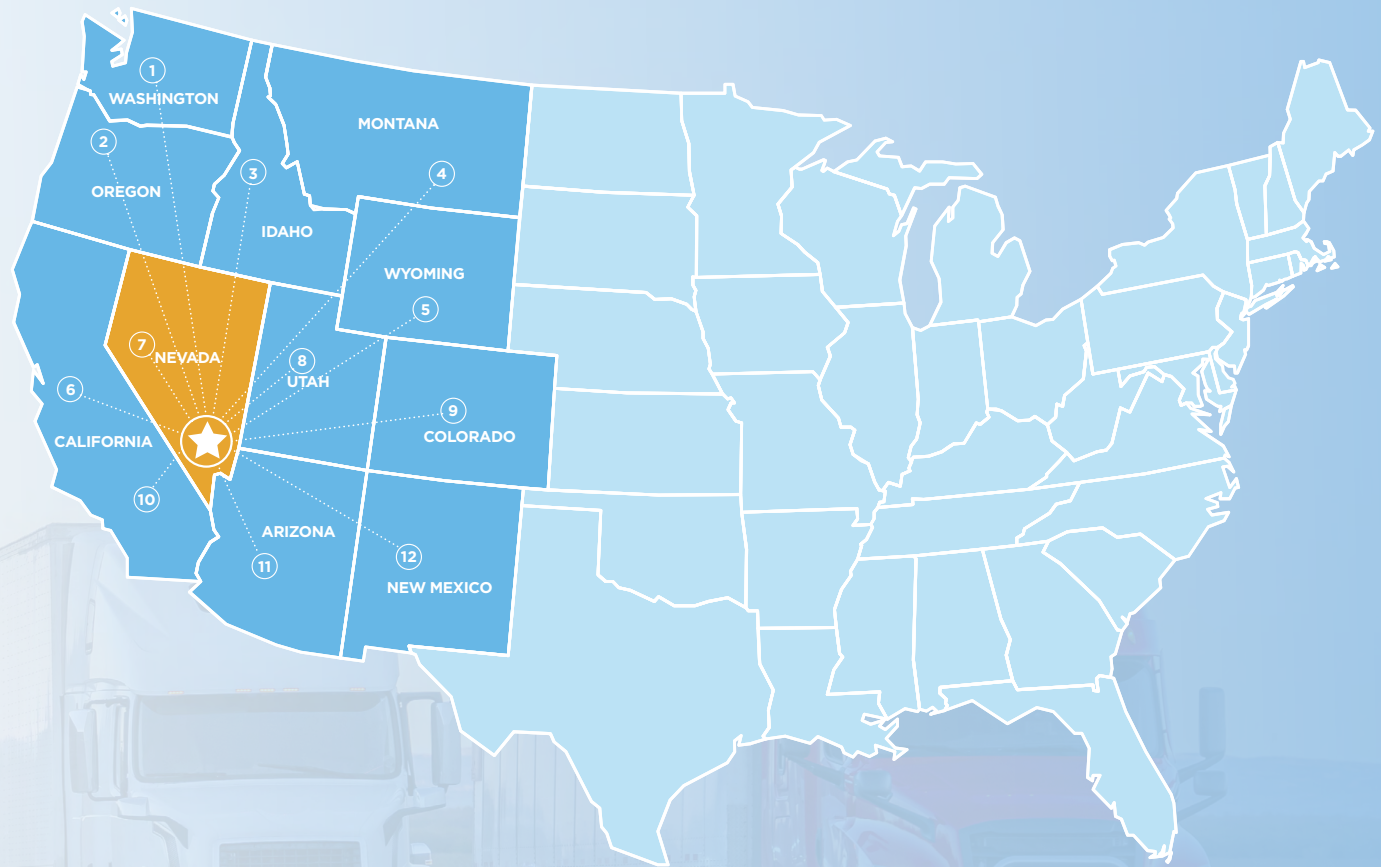 1
WASHINGTON
MONTANA
2
3
4
OREGON
IDAHO
WYOMING
5
7
NEVADA
8
UTAH
6
9
CALIFORNIA
COLORADO
10
ARIZONA
11
12
NEW MEXICO